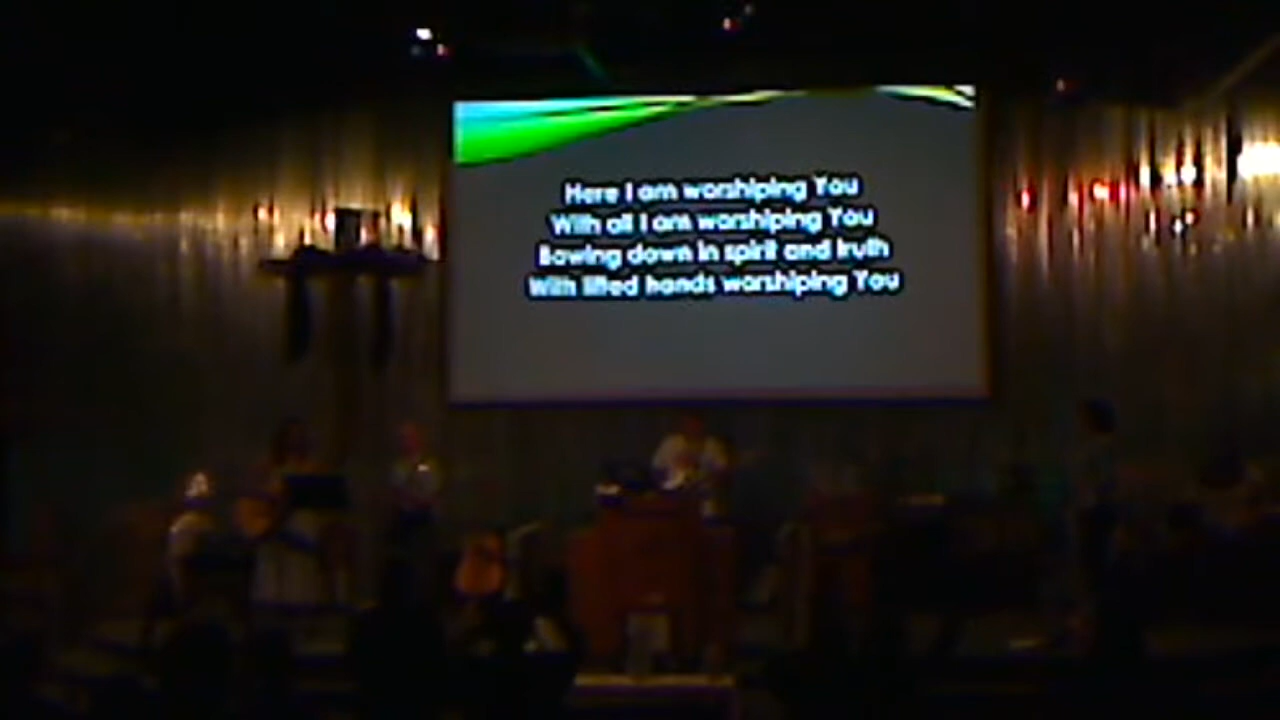 Here I am worshiping You
With all I am worshiping You
Bowing down in spirit and truth
With lifted hands worshiping You